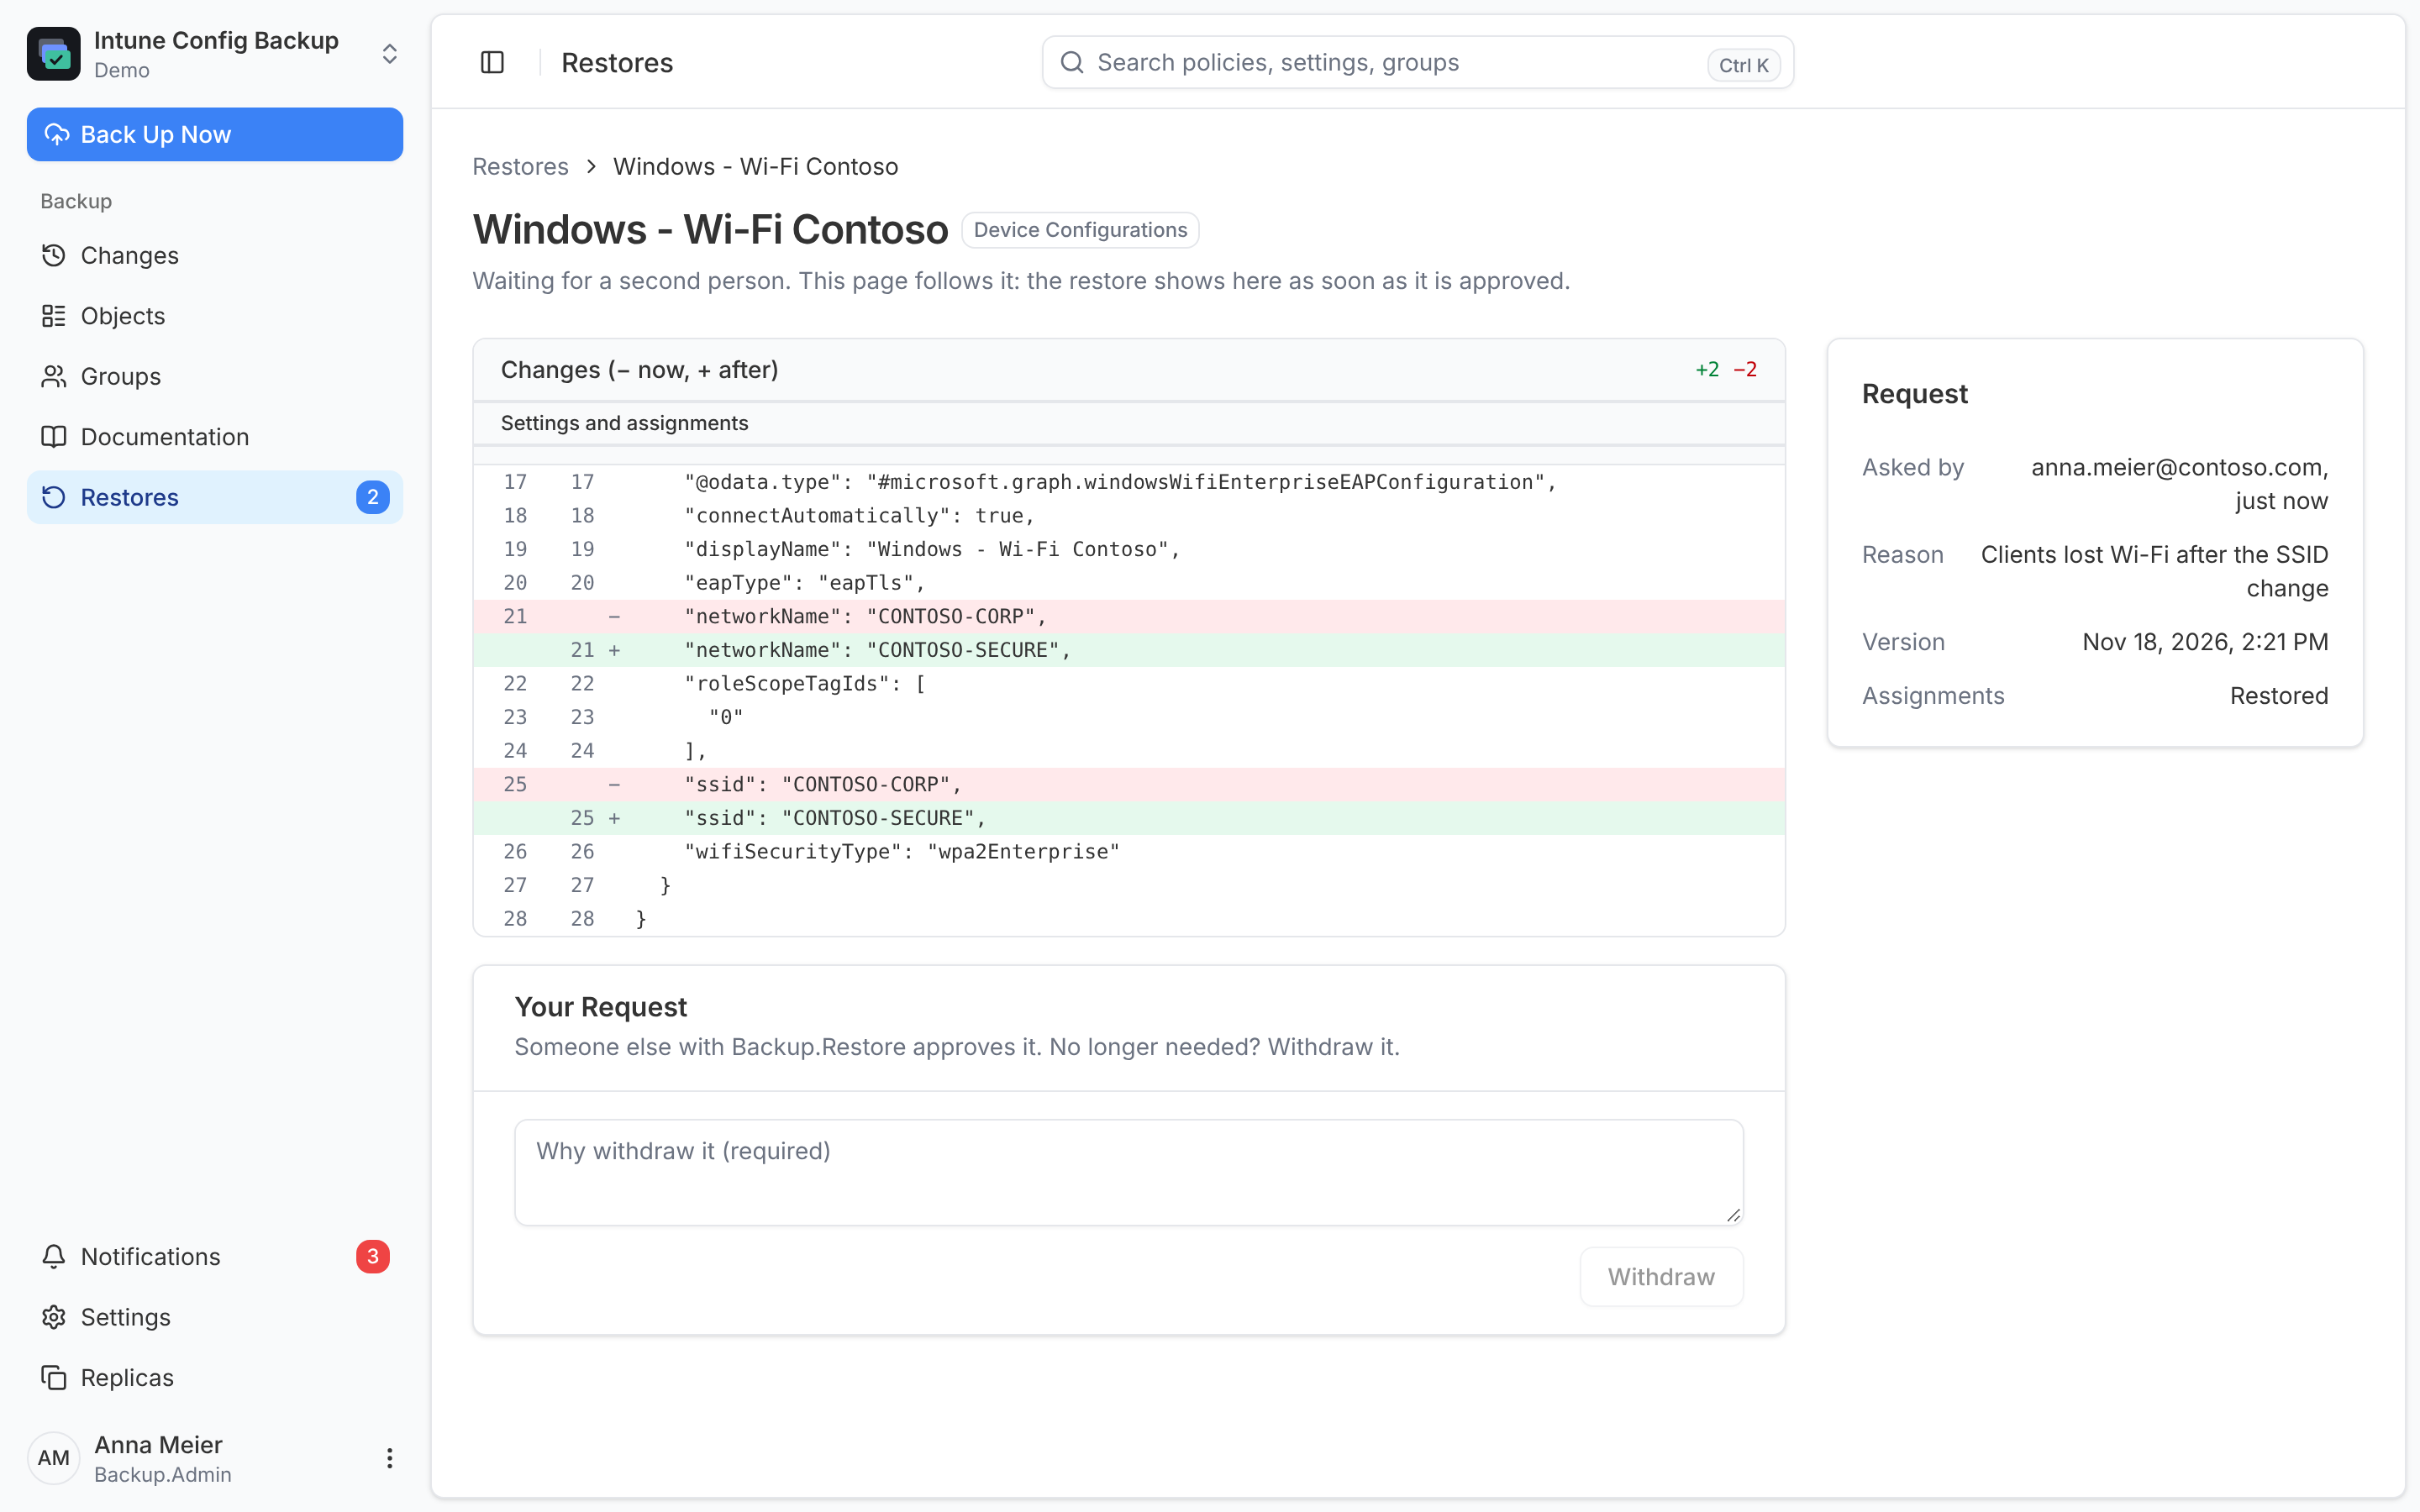 Intune Config Backup
Demo
Back Up Now
Backup
Changes
Objects
Groups
Documentation
Restores
2
Notifications
3
Settings
Replicas
AM
Anna Meier
Backup.Admin
Restores
Search policies, settings, groups
Ctrl K
Restores > Windows - Wi-Fi Contoso
Windows - Wi-Fi Contoso
Device Configurations
Waiting for a second person. This page follows it: the restore shows here as soon as it is approved.
Changes (− now, + after)
+2 −2
Settings and assignments
17 17 "@odata.type": "#microsoft.graph.windowsWifiEnterpriseEAPConfiguration",
18 18 "connectAutomatically": true,
19 19 "displayName": "Windows - Wi-Fi Contoso",
20 20 "eapType": "eapTls",
21 − "networkName": "CONTOSO-CORP",
21 + "networkName": "CONTOSO-SECURE",
22 22 "roleScopeTagIds": [
23 23 "0"
24 24 ],
25 − "ssid": "CONTOSO-CORP",
25 + "ssid": "CONTOSO-SECURE",
26 26 "wifiSecurityType": "wpa2Enterprise"
27 27 }
28 28 }
Your Request
Someone else with Backup.Restore approves it. No longer needed? Withdraw it.
Why withdraw it (required)
Withdraw
Request
Asked by anna.meier@contoso.com,
just now
Reason Clients lost Wi-Fi after the SSID
change
Version Nov 18, 2026, 2:21 PM
Assignments Restored